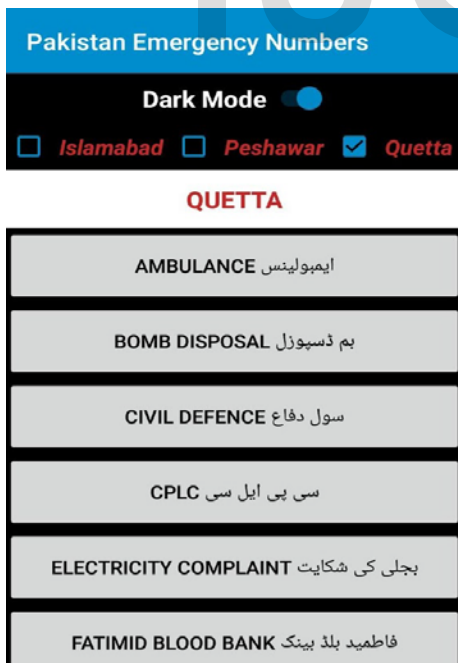 Pakistan Emergency Numbers
Dark Mode
Islamabad Peshawar Quetta
QUETTA
AMBULANCE ایمبولینس
BOMB DISPOSAL بم ڈسپوزل
CIVIL DEFENCE سول دفاع
CPLC سی پی ایل سی
ELECTRICITY COMPLAINT بجلی کی شکایت
FATIMID BLOOD BANK فاطمید بلڈ بینک